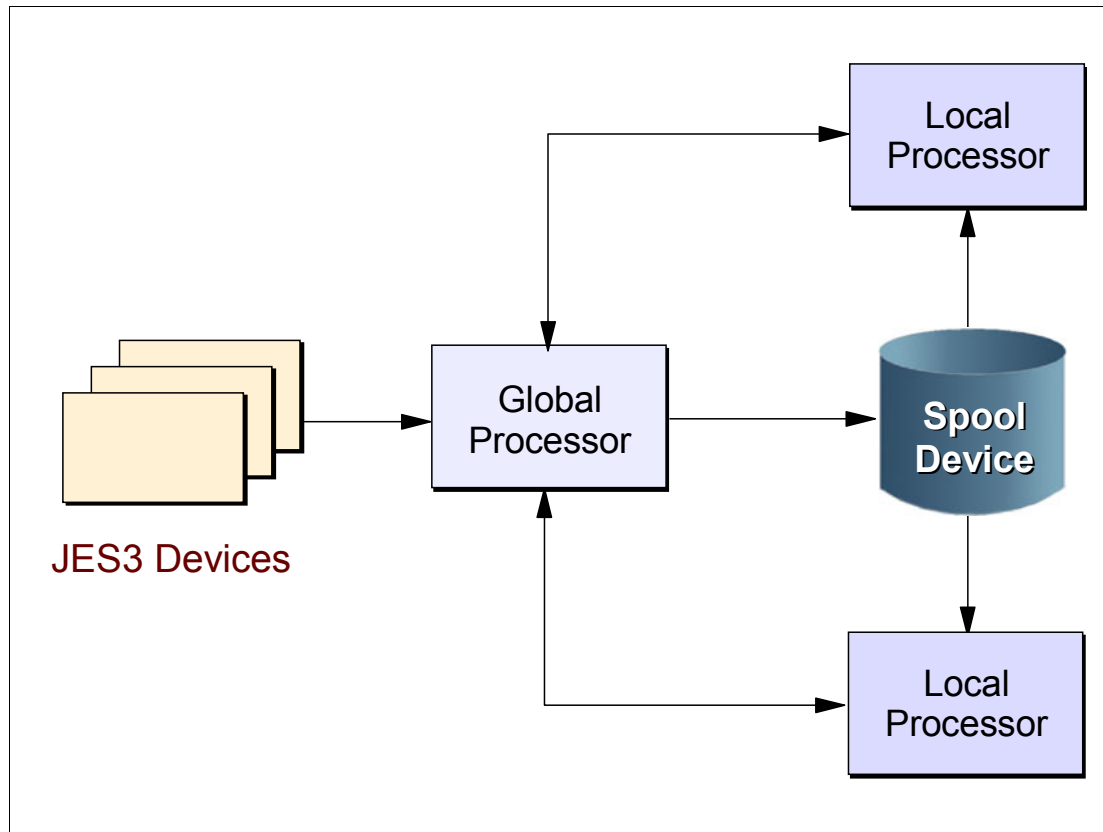 Local
Processor
Global
Processor
Spool
Device
JES3 Devices
Local
Processor